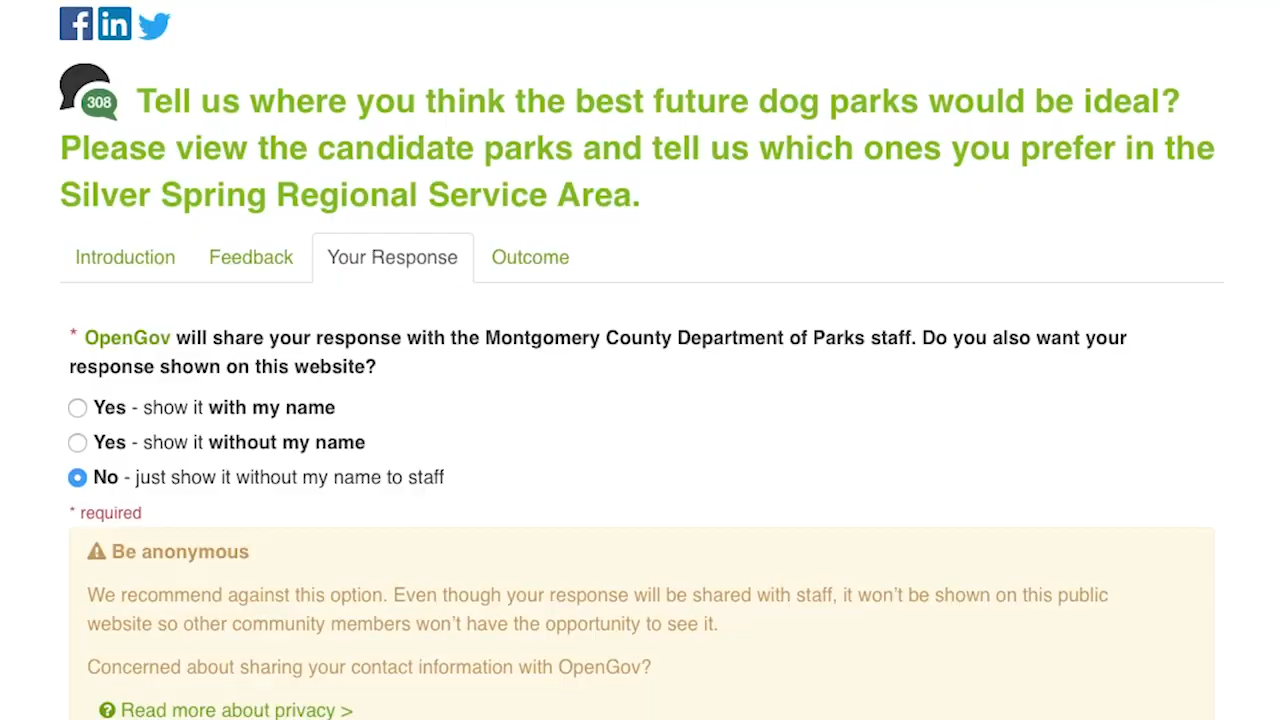 308
Tell us where you think the best future dog parks would be ideal?
Please view the candidate parks and tell us which ones you prefer in the
Silver Spring Regional Service Area.
Introduction Feedback Your Response Outcome
* OpenGov will share your response with the Montgomery County Department of Parks staff. Do you also want your
response shown on this website?
Yes - show it with my name
Yes - show it without my name
No - just show it without my name to staff
* required
Be anonymous
We recommend against this option. Even though your response will be shared with staff, it won't be shown on this public
website so other community members won't have the opportunity to see it.
Concerned about sharing your contact information with OpenGov?
Read more about privacy >